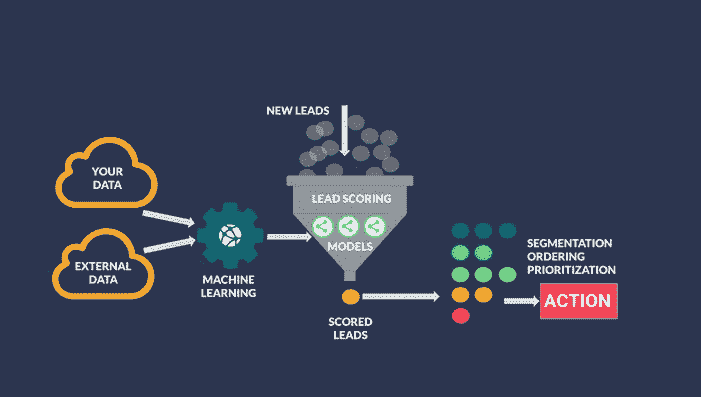 NEW LEADS
YOUR
DATA
LEAD SCORING
MODELS
EXTERNAL
DATA
MACHINE
LEARNING
SCORED
LEADS
SEGMENTATION
ORDERING
PRIORITIZATION
ACTION